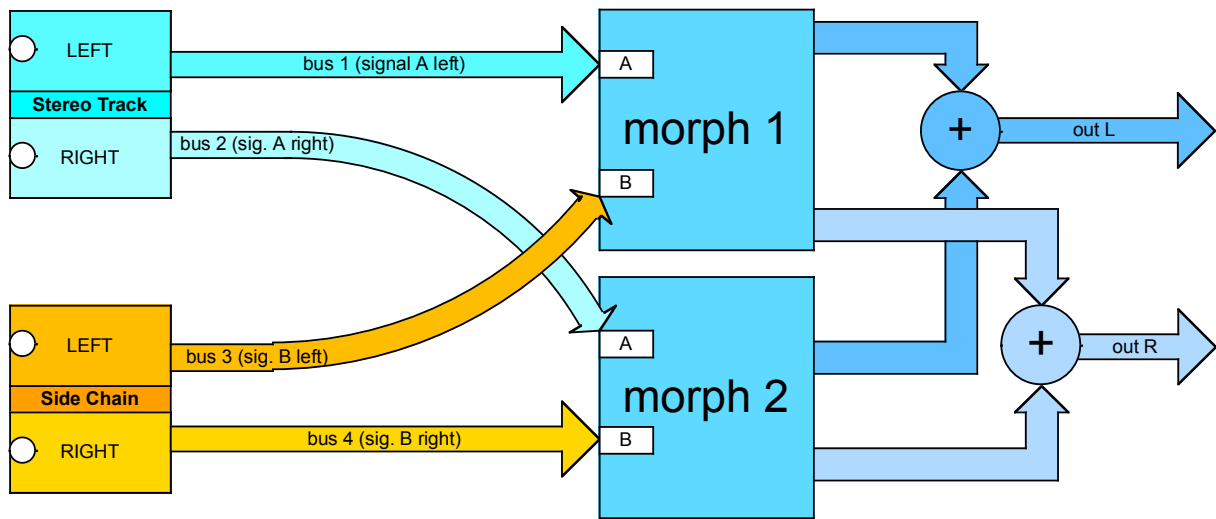 LEFT
bus 1 (signal A left)
A
Stereo Track
morph 1
+
out L
bus 2 (sig. A right)
RIGHT
B
LEFT
bus 3 (sig. B left)
A
+
out R
Side Chain
morph 2
RIGHT
bus 4 (sig. B right)
B